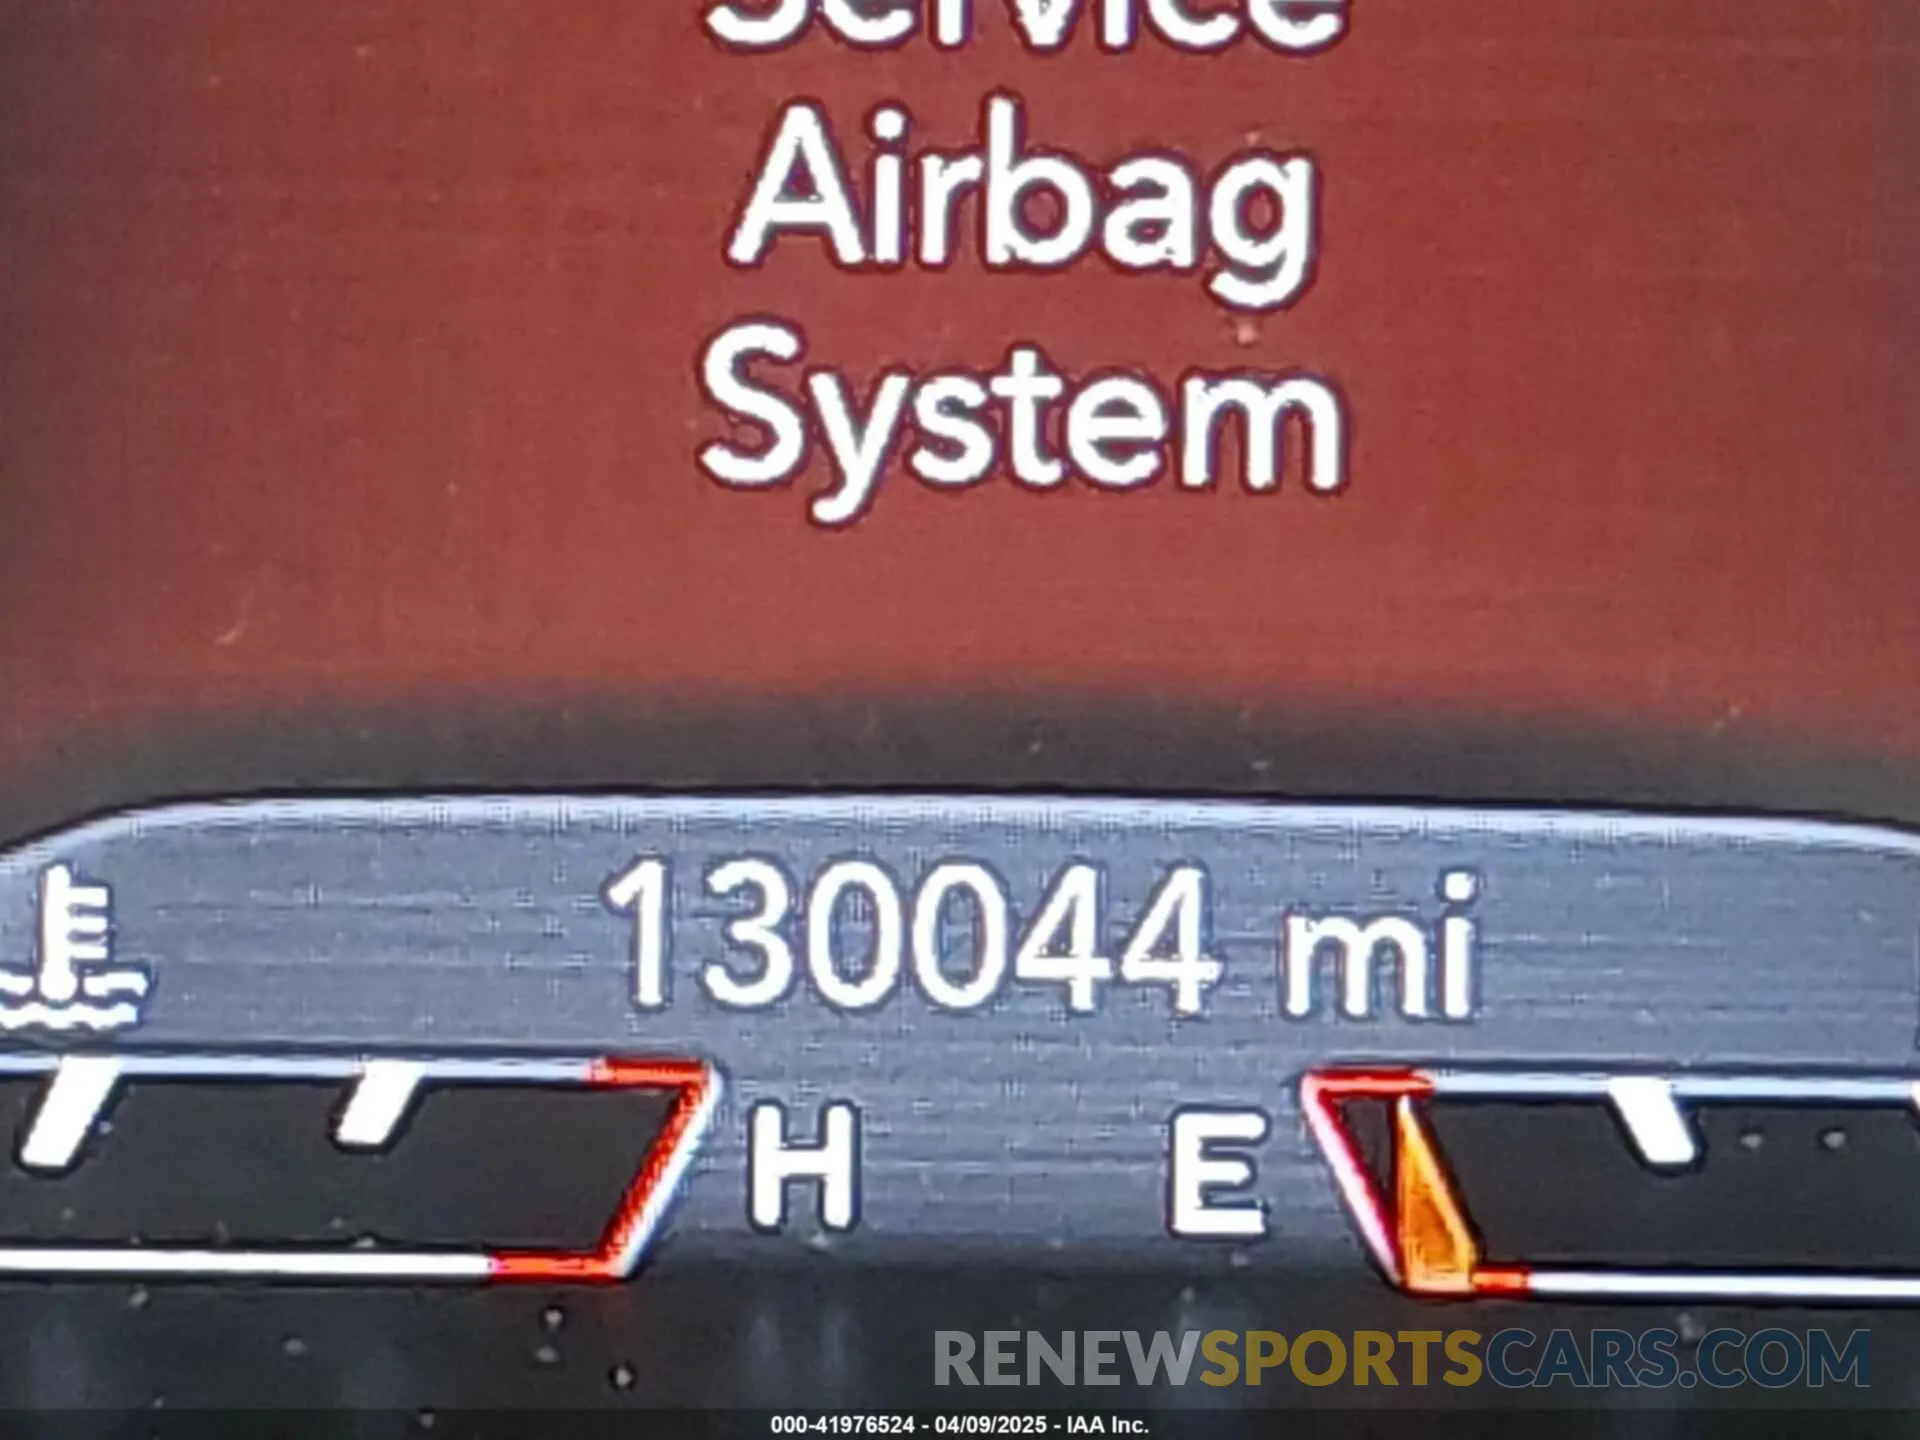 Service
Airbag
System
130044 mi
H E
RENEWSPORTSCARS.COM
000-41976524 - 04/09/2025 - IAA Inc.